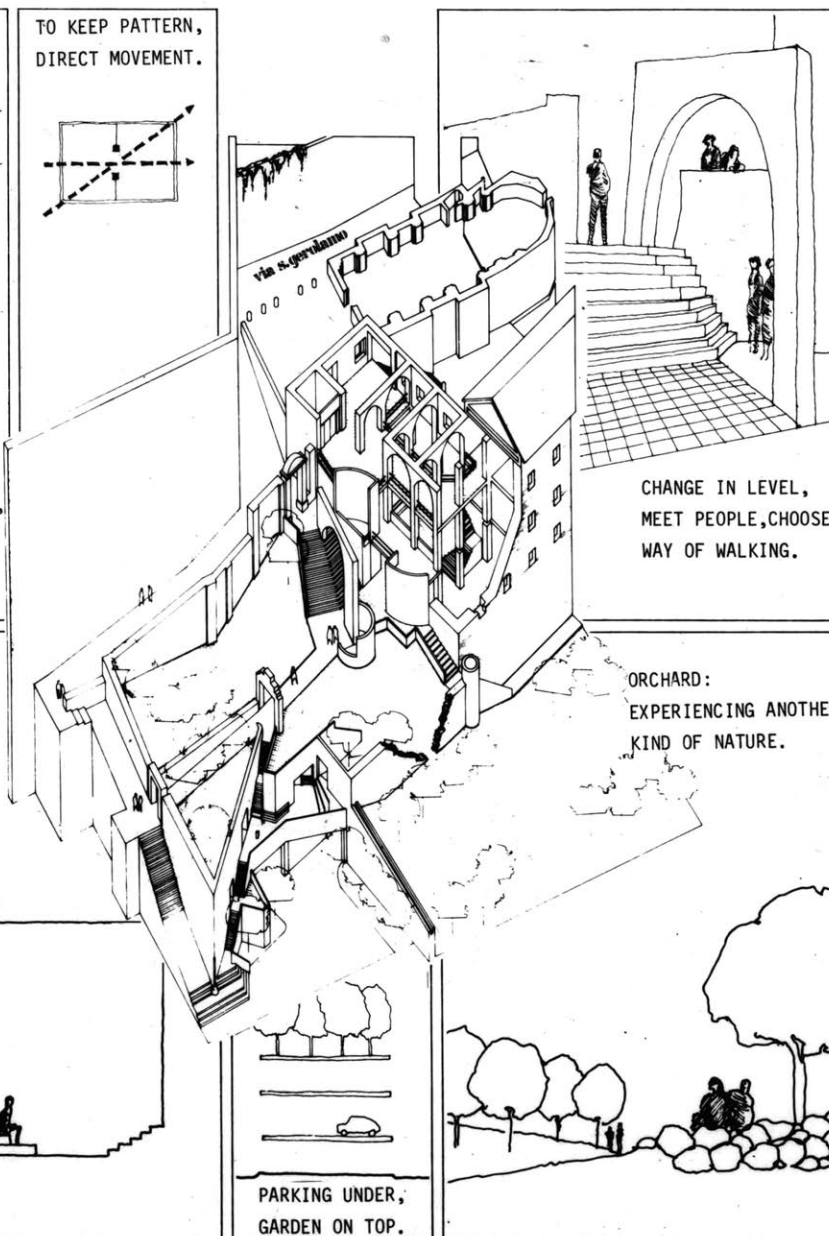 TO KEEP PATTERN,
DIRECT MOVEMENT.
via s.gerolamo
CHANGE IN LEVEL,
MEET PEOPLE,CHOOSE
WAY OF WALKING.
ORCHARD:
EXPERIENCING ANOTHE
KIND OF NATURE.
PARKING UNDER,
GARDEN ON TOP.